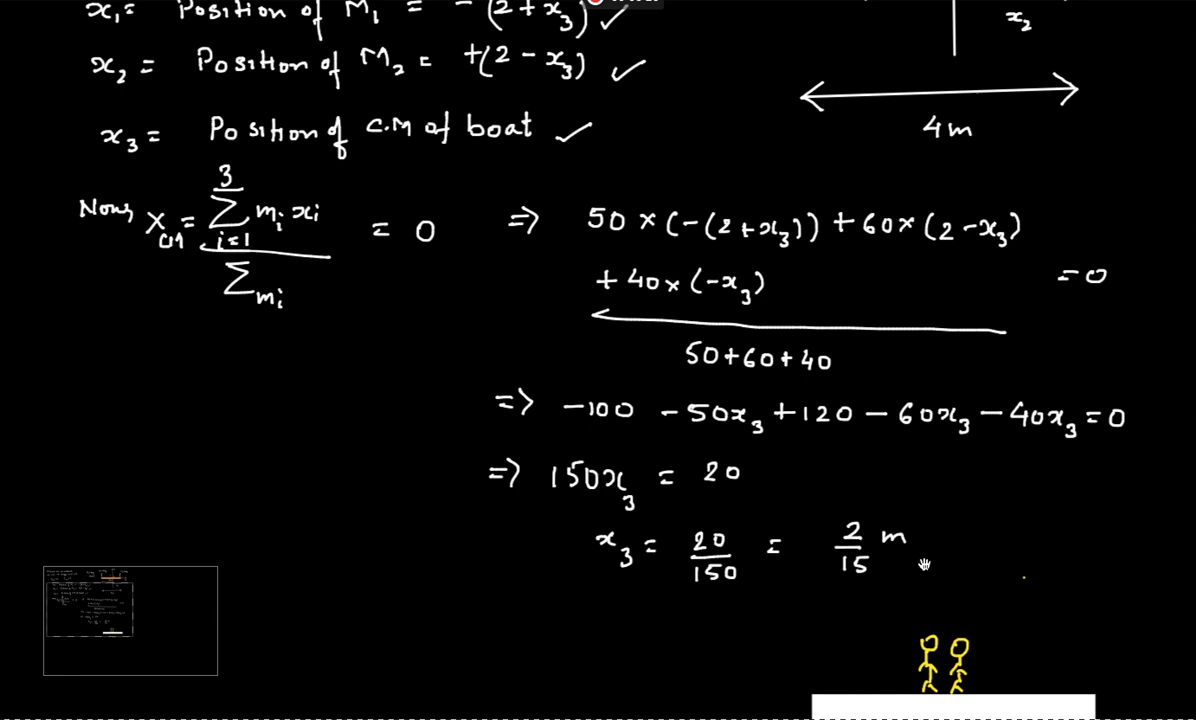 x₁= Position of M₁ = -(2+x₃) ✓
x₂ = Position of M₂ = +(2-x₃) ✓
x₂
x₃= Position of C.M of boat ✓
4m
Now, X_CM = 3 Σ i=1 mᵢxᵢ / Σmᵢ = 0 => 50×(-(2+x₃))+60×(2-x₃)
+40×(-x₃) =0
50+60+40
=> -100 -50x₃+120-60x₃-40x₃=0
=> 150x₃ = 20
x₃ = 20/150 = 2/15 m